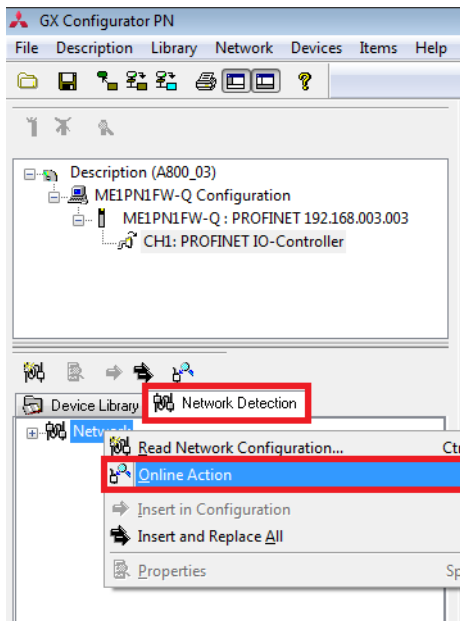 GX Configurator PN
File Description Library Network Devices Items Help
Description (A800_03)
ME1PN1FW-Q Configuration
ME1PN1FW-Q : PROFINET 192.168.003.003
CH1: PROFINET IO-Controller
Device Library Network Detection
Network
Read Network Configuration... Ctr
Online Action
Insert in Configuration
Insert and Replace All
Properties Sp